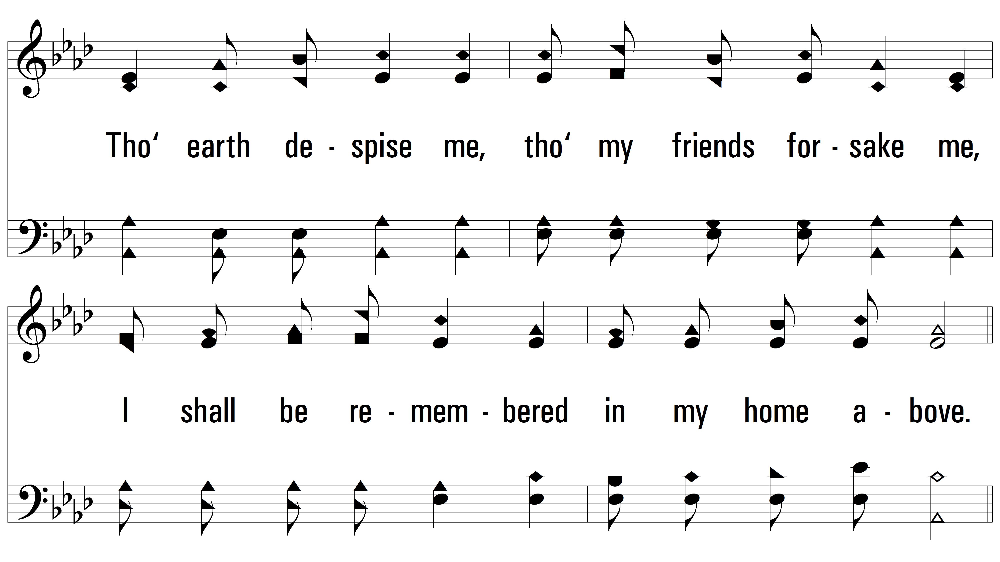 Tho‘ earth de - spise me, tho‘ my friends for - sake me,
I shall be re - mem - bered in my home a - bove.